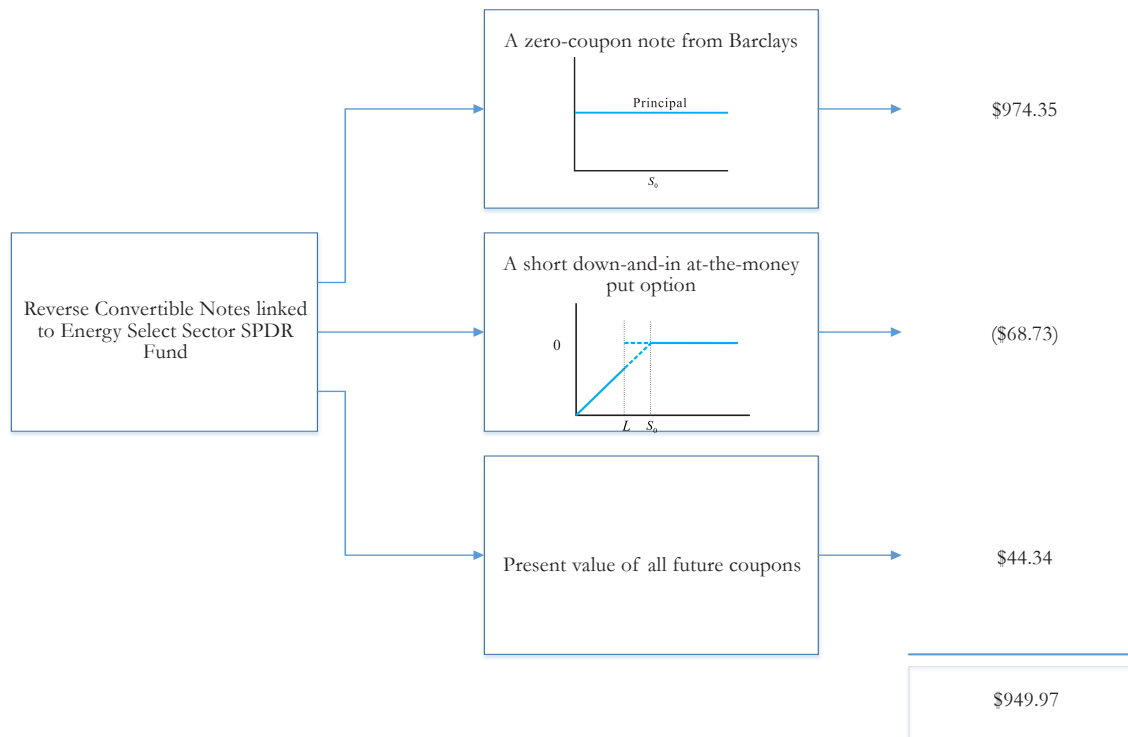 A zero-coupon note from Barclays
Principal
S₀
$974.35
Reverse Convertible Notes linked
to Energy Select Sector SPDR
Fund
A short down-and-in at-the-money
put option
0
L S₀
($68.73)
Present value of all future coupons
$44.34
$949.97